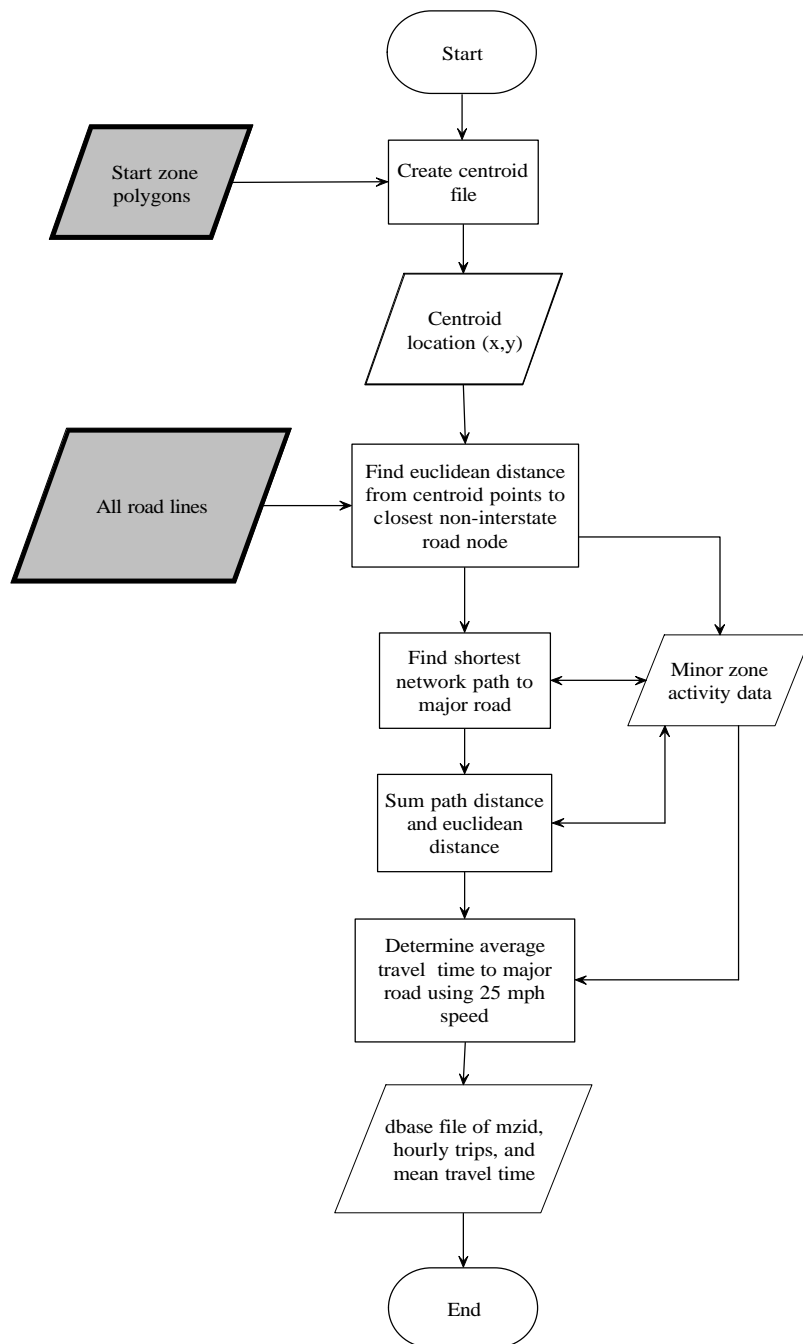 Start
Start zone
polygons
Create centroid
file
Centroid
location (x,y)
All road lines
Find euclidean distance
from centroid points to
closest non-interstate
road node
Find shortest
network path to
major road
Minor zone
activity data
Sum path distance
and euclidean
distance
Determine average
travel time to major
road using 25 mph
speed
dbase file of mzid,
hourly trips, and
mean travel time
End